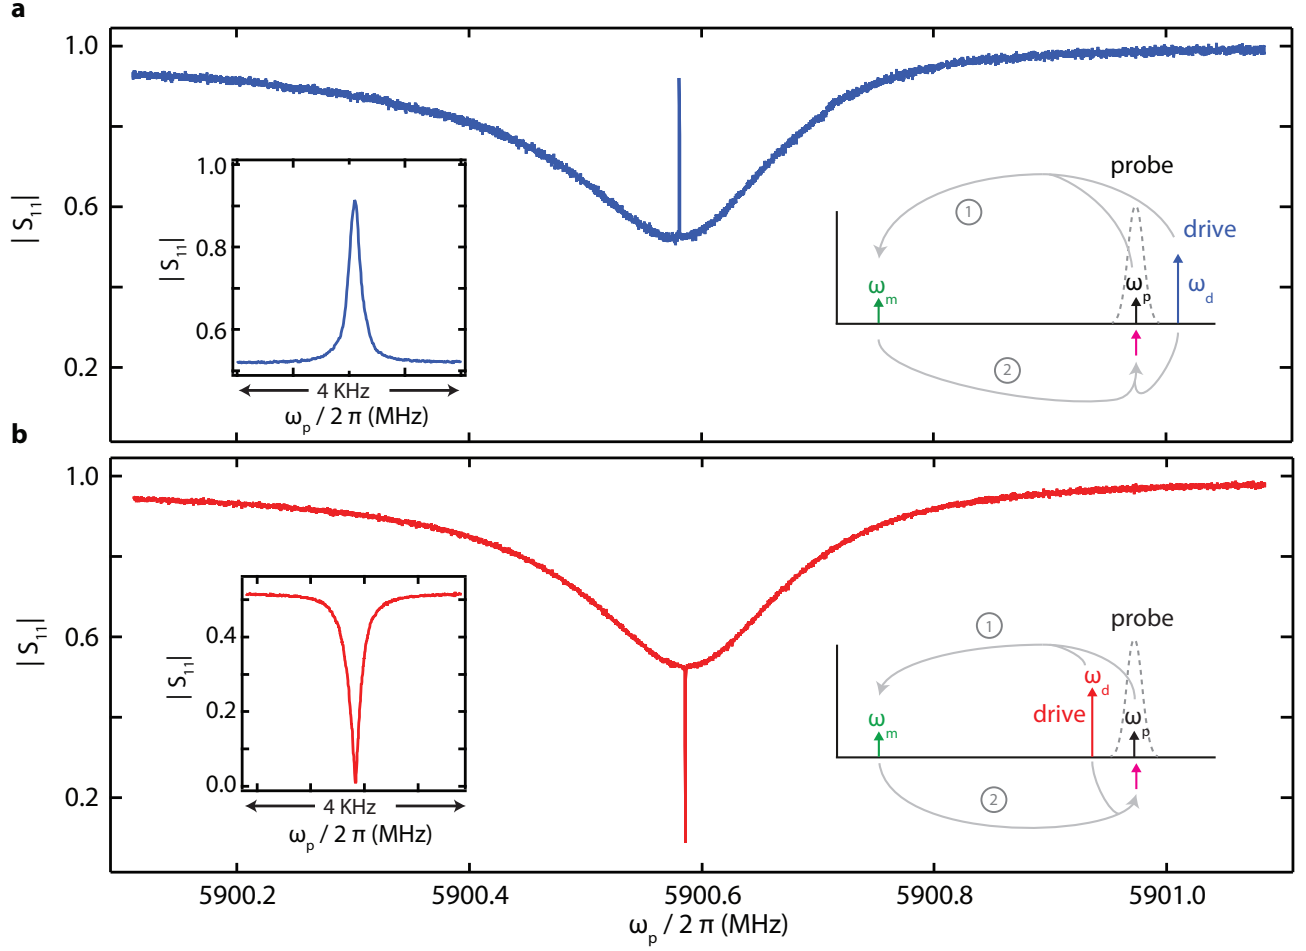 a
1.0
0.6
0.2
| S11|
1.0
0.8
0.6
| S11|
4 KHz
ωp / 2 π (MHz)
probe
1
drive
ωm
ωp
ωd
2
b
1.0
0.6
0.2
| S11|
0.4
0.2
0.0
| S11|
4 KHz
ωp / 2 π (MHz)
probe
1
ωd
drive
ωm
ωp
2
5900.2 5900.4 5900.6 5900.8 5901.0
ωp / 2 π (MHz)